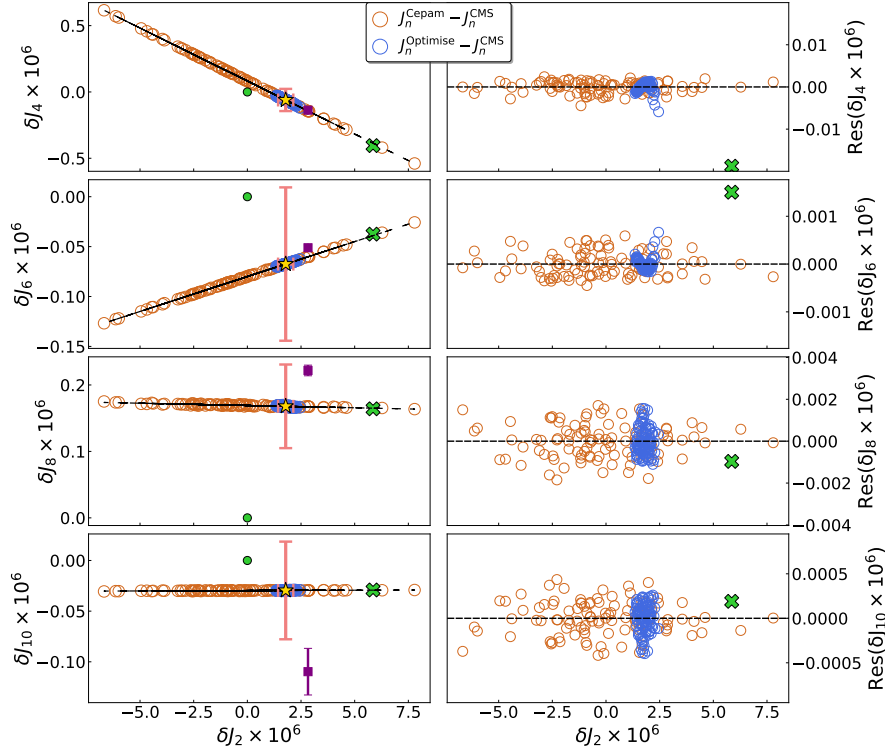 J_n^Cepam − J_n^CMS
J_n^Optimise − J_n^CMS
δJ_4 × 10^6
0.5
0.0
−0.5
Res(δJ_4 × 10^6)
0.01
0.00
−0.01
δJ_6 × 10^6
0.00
−0.05
−0.10
−0.15
Res(δJ_6 × 10^6)
0.001
0.000
−0.001
δJ_8 × 10^6
0.2
0.1
0.0
Res(δJ_8 × 10^6)
0.004
0.002
0.000
−0.002
−0.004
δJ_10 × 10^6
0.00
−0.05
−0.10
Res(δJ_10 × 10^6)
0.0005
0.0000
−0.0005
−5.0 −2.5 0.0 2.5 5.0 7.5
δJ_2 × 10^6
−5.0 −2.5 0.0 2.5 5.0 7.5
δJ_2 × 10^6